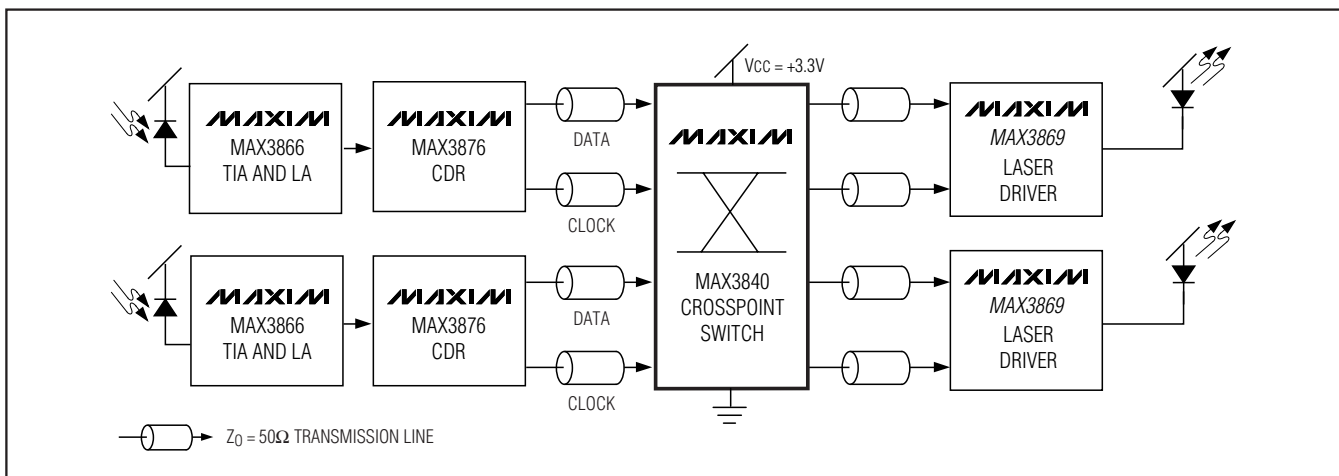 VCC = +3.3V
MAXIM
MAX3866
TIA AND LA
MAXIM
MAX3876
CDR
DATA
CLOCK
MAXIM
MAX3840
CROSSPOINT
SWITCH
MAXIM
MAX3869
LASER
DRIVER
MAXIM
MAX3866
TIA AND LA
MAXIM
MAX3876
CDR
DATA
CLOCK
MAXIM
MAX3869
LASER
DRIVER
Z0 = 50Ω TRANSMISSION LINE